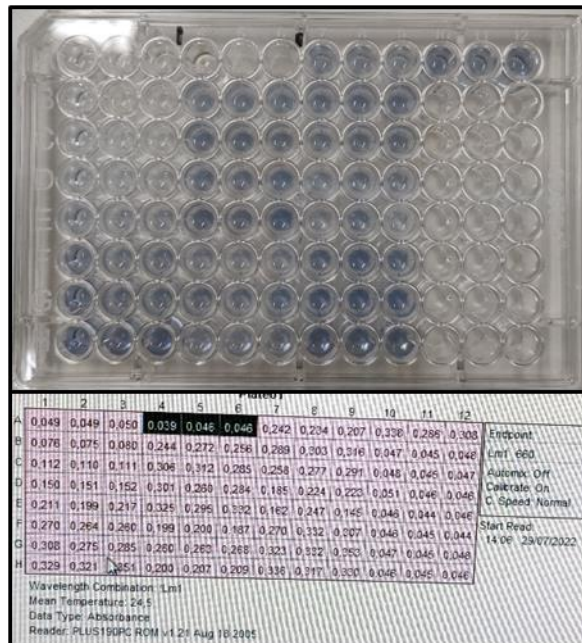 Plate01
1 2 3 4 5 6 7 8 9 10 11 12
A 0,049 0,049 0,050 0,039 0,046 0,046 0,242 0,234 0,207 0,338 0,286 0,308
B 0,076 0,075 0,080 0,244 0,272 0,256 0,289 0,303 0,316 0,047 0,045 0,048
C 0,112 0,110 0,111 0,306 0,312 0,285 0,258 0,277 0,291 0,048 0,045 0,047
D 0,150 0,151 0,152 0,301 0,260 0,284 0,185 0,224 0,223 0,051 0,046 0,046
E 0,211 0,199 0,217 0,325 0,295 0,332 0,162 0,247 0,145 0,046 0,044 0,046
F 0,270 0,264 0,260 0,199 0,200 0,187 0,270 0,332 0,307 0,046 0,045 0,044
G 0,308 0,275 0,285 0,260 0,263 0,268 0,323 0,332 0,353 0,047 0,045 0,048
H 0,329 0,321 0,200 0,207 0,209 0,336 0,317 0,330 0,046 0,045 0,046
Endpoint
Lm1 660
Automix: Off
Calibrate: On
C. Speed: Normal
Start Read:
14:06 29/07/2022
Wavelength Combination: !Lm1
Mean Temperature: 24,5
Data Type: Absorbance
Reader: PLUS190PC ROM v1.21 Aug 18 2005